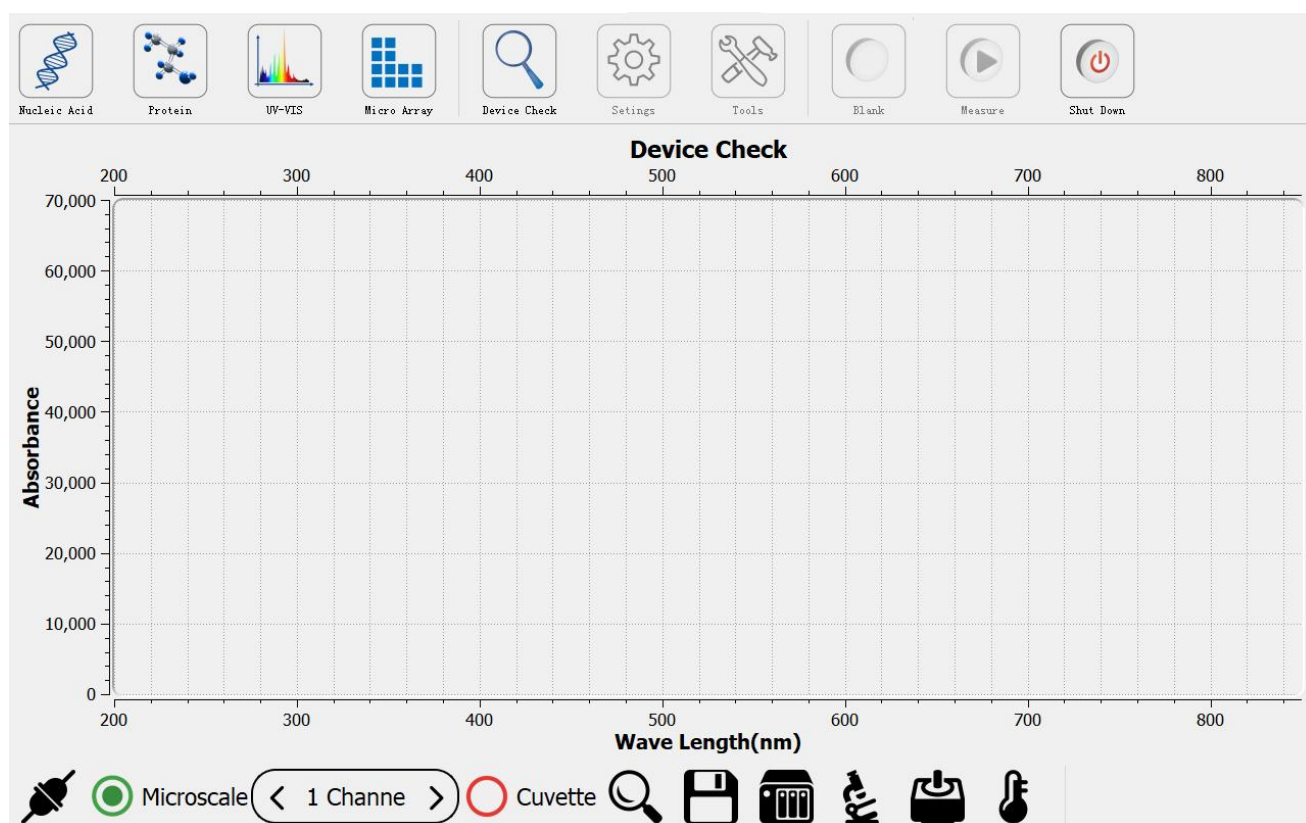 Nucleic Acid Protein UV-VIS Micro Array Device Check Setings Tools Blank Measure Shut Down
Device Check
200 300 400 500 600 700 800
70,000
60,000
50,000
40,000
30,000
20,000
10,000
0
Absorbance
200 300 400 500 600 700 800
Wave Length(nm)
Microscale < 1 Channe > Cuvette